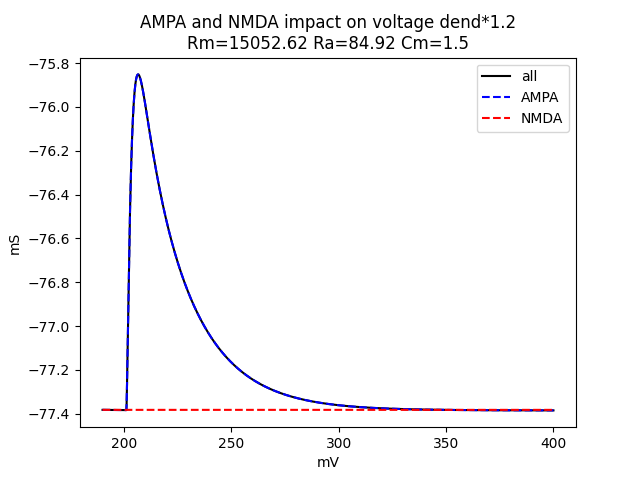 AMPA and NMDA impact on voltage dend*1.2
Rm=15052.62 Ra=84.92 Cm=1.5
all
AMPA
NMDA
−75.8
−76.0
−76.2
−76.4
−76.6
−76.8
−77.0
−77.2
−77.4
mS
200
250
300
350
400
mV